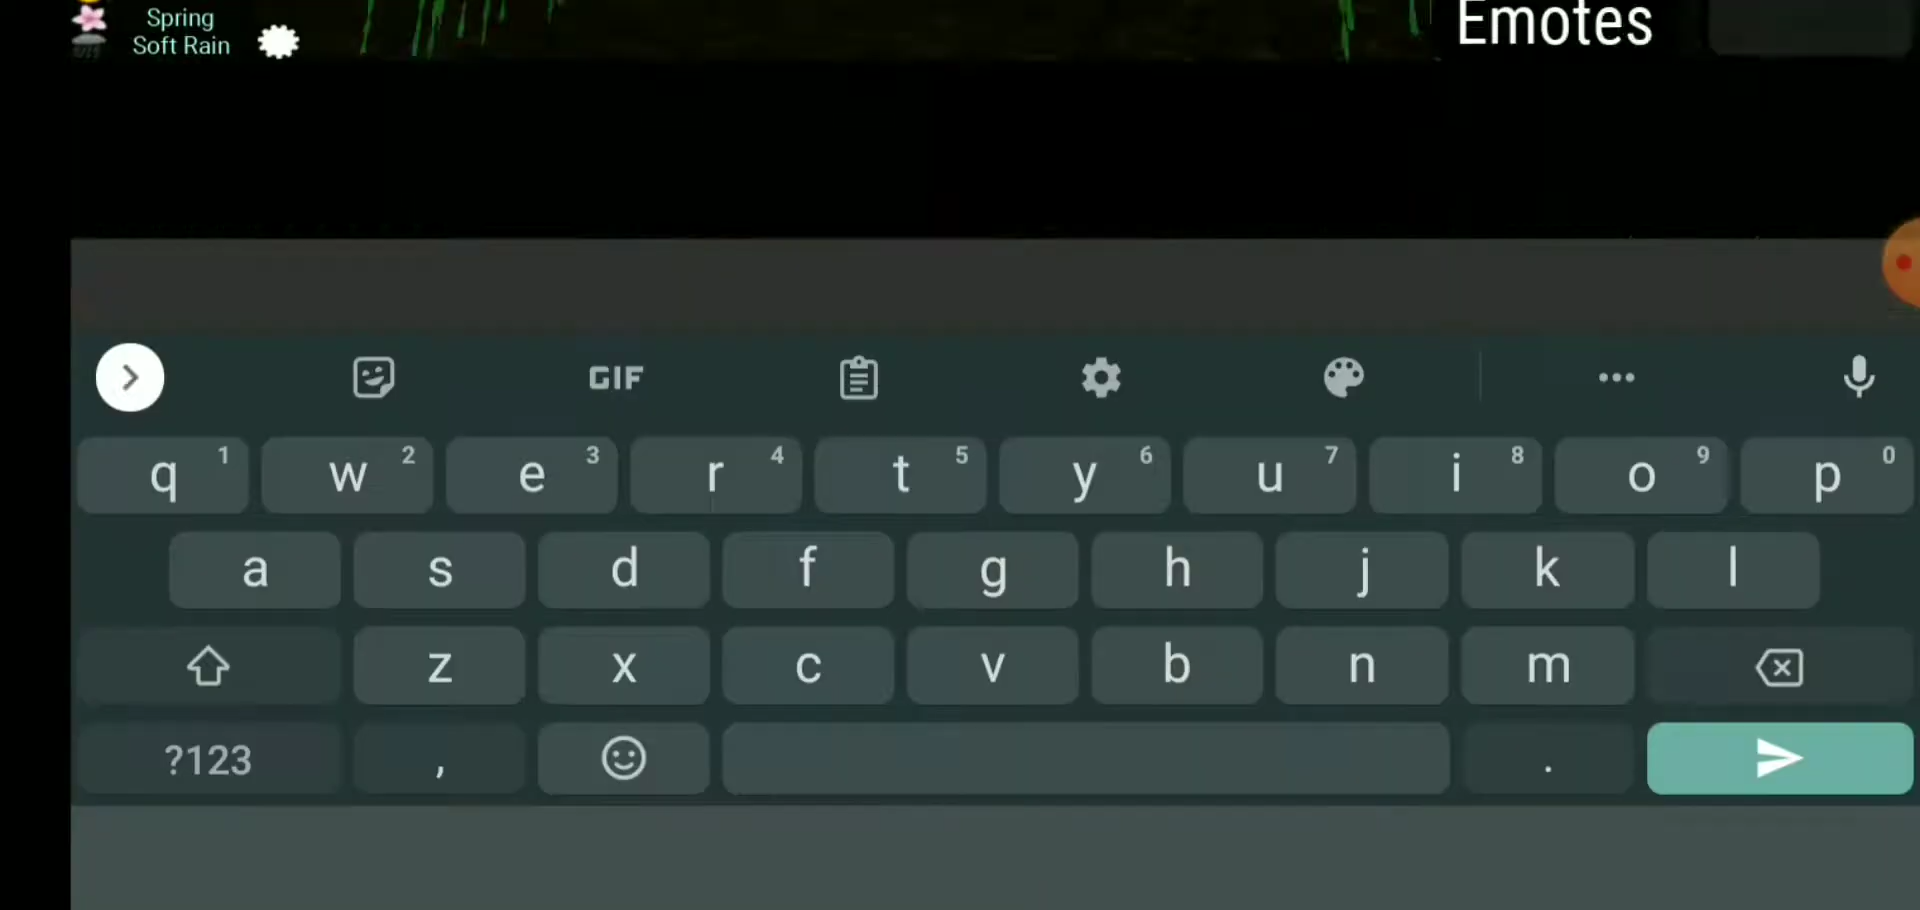 Spring
Soft Rain
Emotes
GIF
q 1 w 2 e 3 r 4 t 5 y 6 u 7 i 8 o 9 p 0
a s d f g h j k l
z x c v b n m
?123 , .